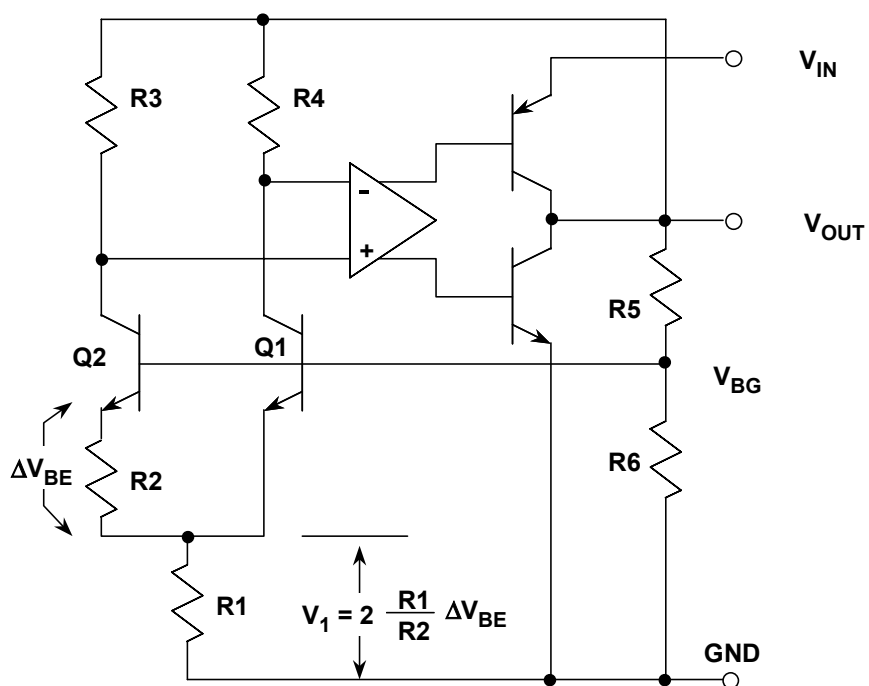 R3
R4
V_IN
-
+
V_OUT
R5
Q2
Q1
V_BG
ΔV_BE
R2
R6
R1
V_1 = 2 R1/R2 ΔV_BE
GND